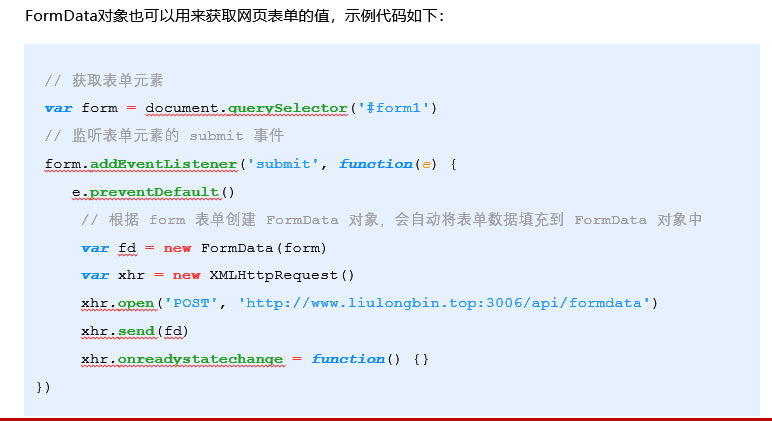 FormData对象也可以用来获取网页表单的值，示例代码如下：
// 获取表单元素
var form = document.querySelector('#form1')
// 监听表单元素的 submit 事件
form.addEventListener('submit', function(e) {
e.preventDefault()
// 根据 form 表单创建 FormData 对象，会自动将表单数据填充到 FormData 对象中
var fd = new FormData(form)
var xhr = new XMLHttpRequest()
xhr.open('POST', 'http://www.liulongbin.top:3006/api/formdata')
xhr.send(fd)
xhr.onreadystatechange = function() {}
})